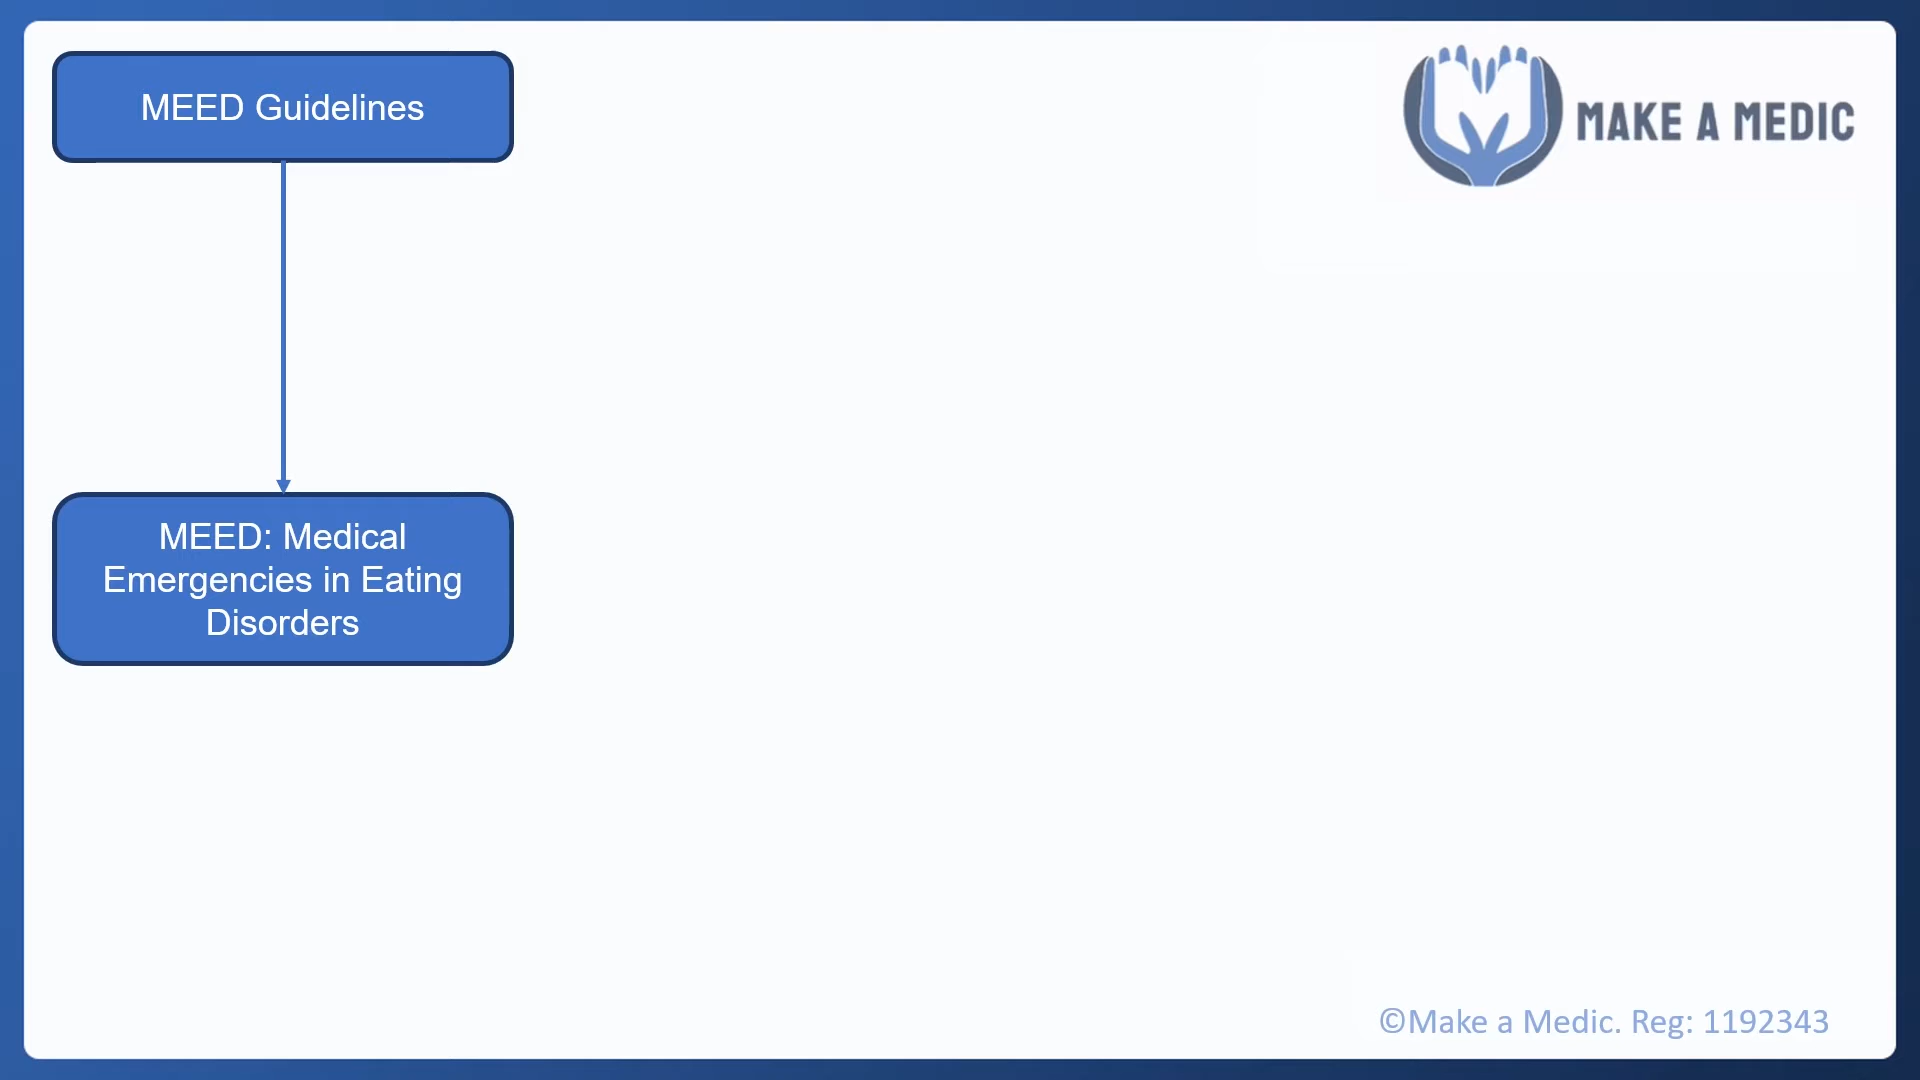 MEED Guidelines
MAKE A MEDIC
MEED: Medical
Emergencies in Eating
Disorders
©Make a Medic. Reg: 1192343